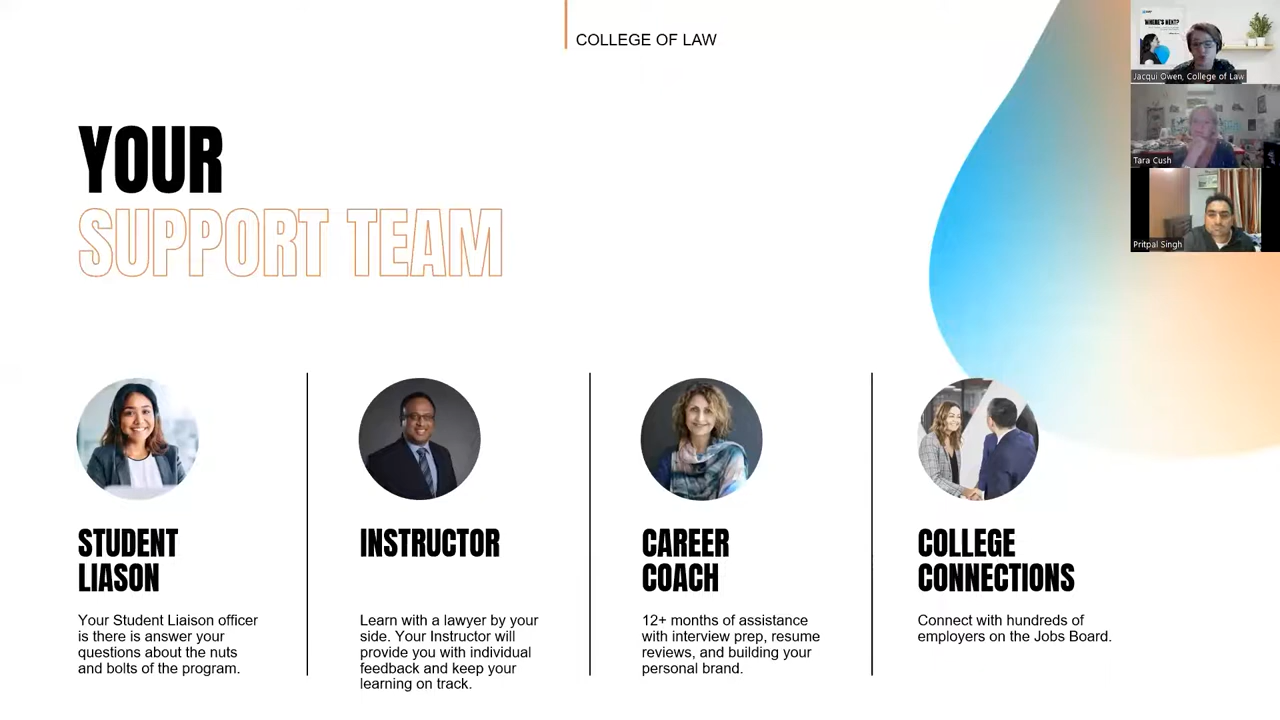 COLLEGE OF LAW
YOUR
SUPPORT TEAM
WHERE'S NEXT?
Jacqui Owen, College of Law
Tara Cush
Pritpal Singh
STUDENT
LIASON
Your Student Liaison officer
is there is answer your
questions about the nuts
and bolts of the program.
INSTRUCTOR
Learn with a lawyer by your
side. Your Instructor will
provide you with individual
feedback and keep your
learning on track.
CAREER
COACH
12+ months of assistance
with interview prep, resume
reviews, and building your
personal brand.
COLLEGE
CONNECTIONS
Connect with hundreds of
employers on the Jobs Board.